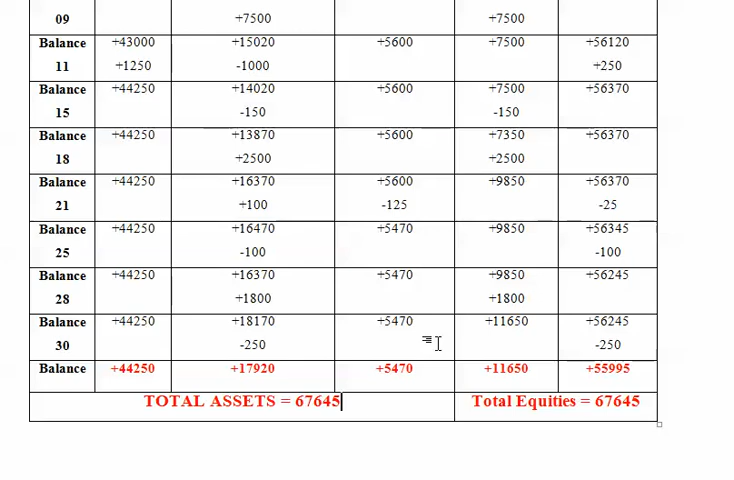 09 +7500 +7500
Balance +43000 +15020 +5600 +7500 +56120
11 +1250 -1000 +250
Balance +44250 +14020 +5600 +7500 +56370
15 -150 -150
Balance +44250 +13870 +5600 +7350 +56370
18 +2500 +2500
Balance +44250 +16370 +5600 +9850 +56370
21 +100 -125 -25
Balance +44250 +16470 +5470 +9850 +56345
25 -100 -100
Balance +44250 +16370 +5470 +9850 +56245
28 +1800 +1800
Balance +44250 +18170 +5470 +11650 +56245
30 -250 -250
Balance +44250 +17920 +5470 +11650 +55995
TOTAL ASSETS = 67645 Total Equities = 67645